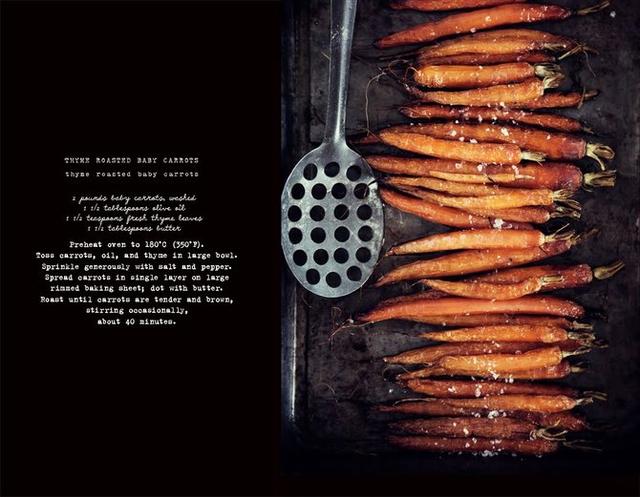 THYME ROASTED BABY CARROTS
thyme roasted baby carrots
2 pounds baby carrots, washed
1 1/2 tablespoons olive oil
1 1/2 teaspoons fresh thyme leaves
1 1/2 tablespoons butter
Preheat oven to 180°C (350°F).
Toss carrots, oil, and thyme in large bowl.
Sprinkle generously with salt and pepper.
Spread carrots in single layer on large
rimmed baking sheet; dot with butter.
Roast until carrots are tender and brown,
stirring occasionally,
about 40 minutes.